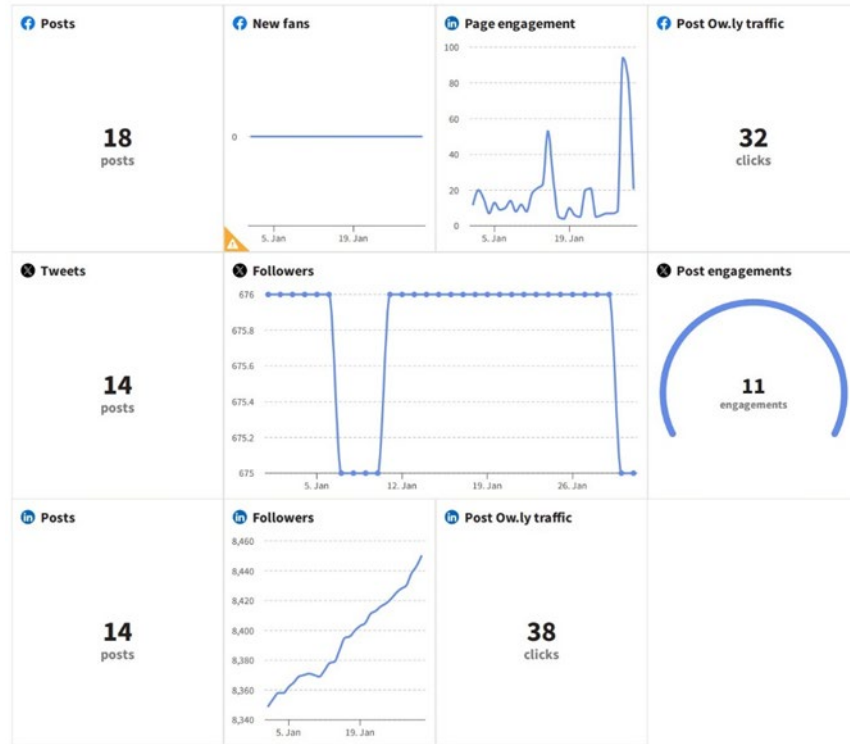 Posts
18
posts
New fans
0
5. Jan 19. Jan
Page engagement
100
80
60
40
20
0
5. Jan 19. Jan
Post Ow.ly traffic
32
clicks
Tweets
14
posts
Followers
676
675.8
675.6
675.4
675.2
675
5. Jan 12. Jan 19. Jan 26. Jan
Post engagements
11
engagements
Posts
14
posts
Followers
8,460
8,440
8,420
8,400
8,380
8,360
8,340
5. Jan 19. Jan
Post Ow.ly traffic
38
clicks